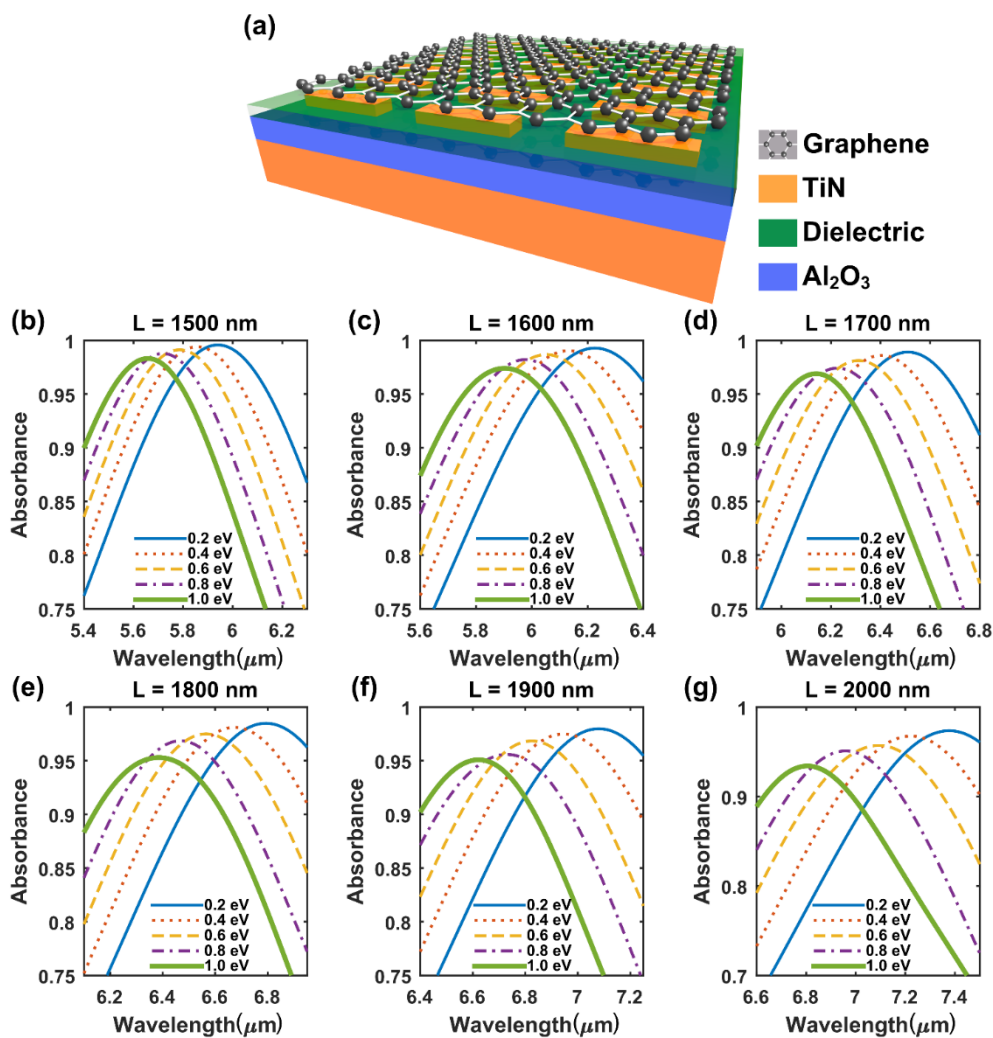 (a)
Graphene
TiN
Dielectric
Al₂O₃
(b)
L = 1500 nm
Absorbance
1
0.95
0.9
0.85
0.8
0.75
0.2 eV
0.4 eV
0.6 eV
0.8 eV
1.0 eV
5.4 5.6 5.8 6 6.2
Wavelength(μm)
(c)
L = 1600 nm
Absorbance
1
0.95
0.9
0.85
0.8
0.75
0.2 eV
0.4 eV
0.6 eV
0.8 eV
1.0 eV
5.6 5.8 6 6.2 6.4
Wavelength(μm)
(d)
L = 1700 nm
Absorbance
1
0.95
0.9
0.85
0.8
0.75
0.2 eV
0.4 eV
0.6 eV
0.8 eV
1.0 eV
6 6.2 6.4 6.6 6.8
Wavelength(μm)
(e)
L = 1800 nm
Absorbance
1
0.95
0.9
0.85
0.8
0.75
0.2 eV
0.4 eV
0.6 eV
0.8 eV
1.0 eV
6.2 6.4 6.6 6.8
Wavelength(μm)
(f)
L = 1900 nm
Absorbance
1
0.95
0.9
0.85
0.8
0.75
0.2 eV
0.4 eV
0.6 eV
0.8 eV
1.0 eV
6.4 6.6 6.8 7 7.2
Wavelength(μm)
(g)
L = 2000 nm
Absorbance
1
0.9
0.8
0.7
0.2 eV
0.4 eV
0.6 eV
0.8 eV
1.0 eV
6.6 6.8 7 7.2 7.4
Wavelength(μm)